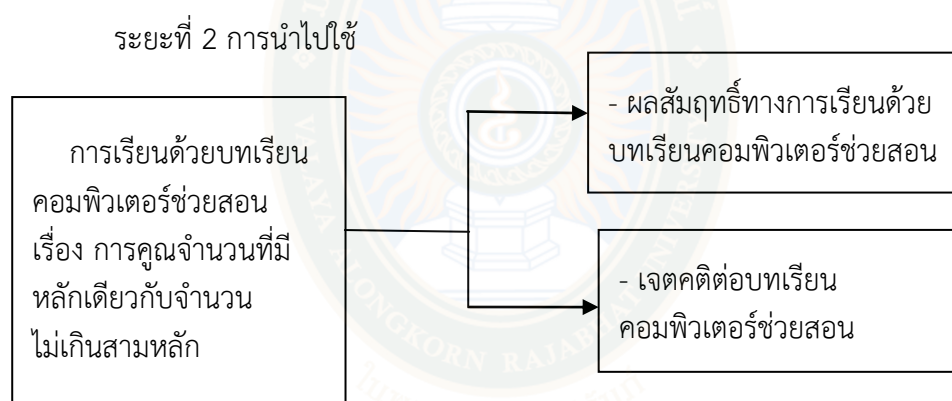 ระยะที่ 2 การนำไปใช้
การเรียนด้วยบทเรียน
คอมพิวเตอร์ช่วยสอน
เรื่อง การคูณจำนวนที่มี
หลักเดียวกับจำนวน
ไม่เกินสามหลัก
- ผลสัมฤทธิ์ทางการเรียนด้วย
บทเรียนคอมพิวเตอร์ช่วยสอน
- เจตคติต่อบทเรียน
คอมพิวเตอร์ช่วยสอน